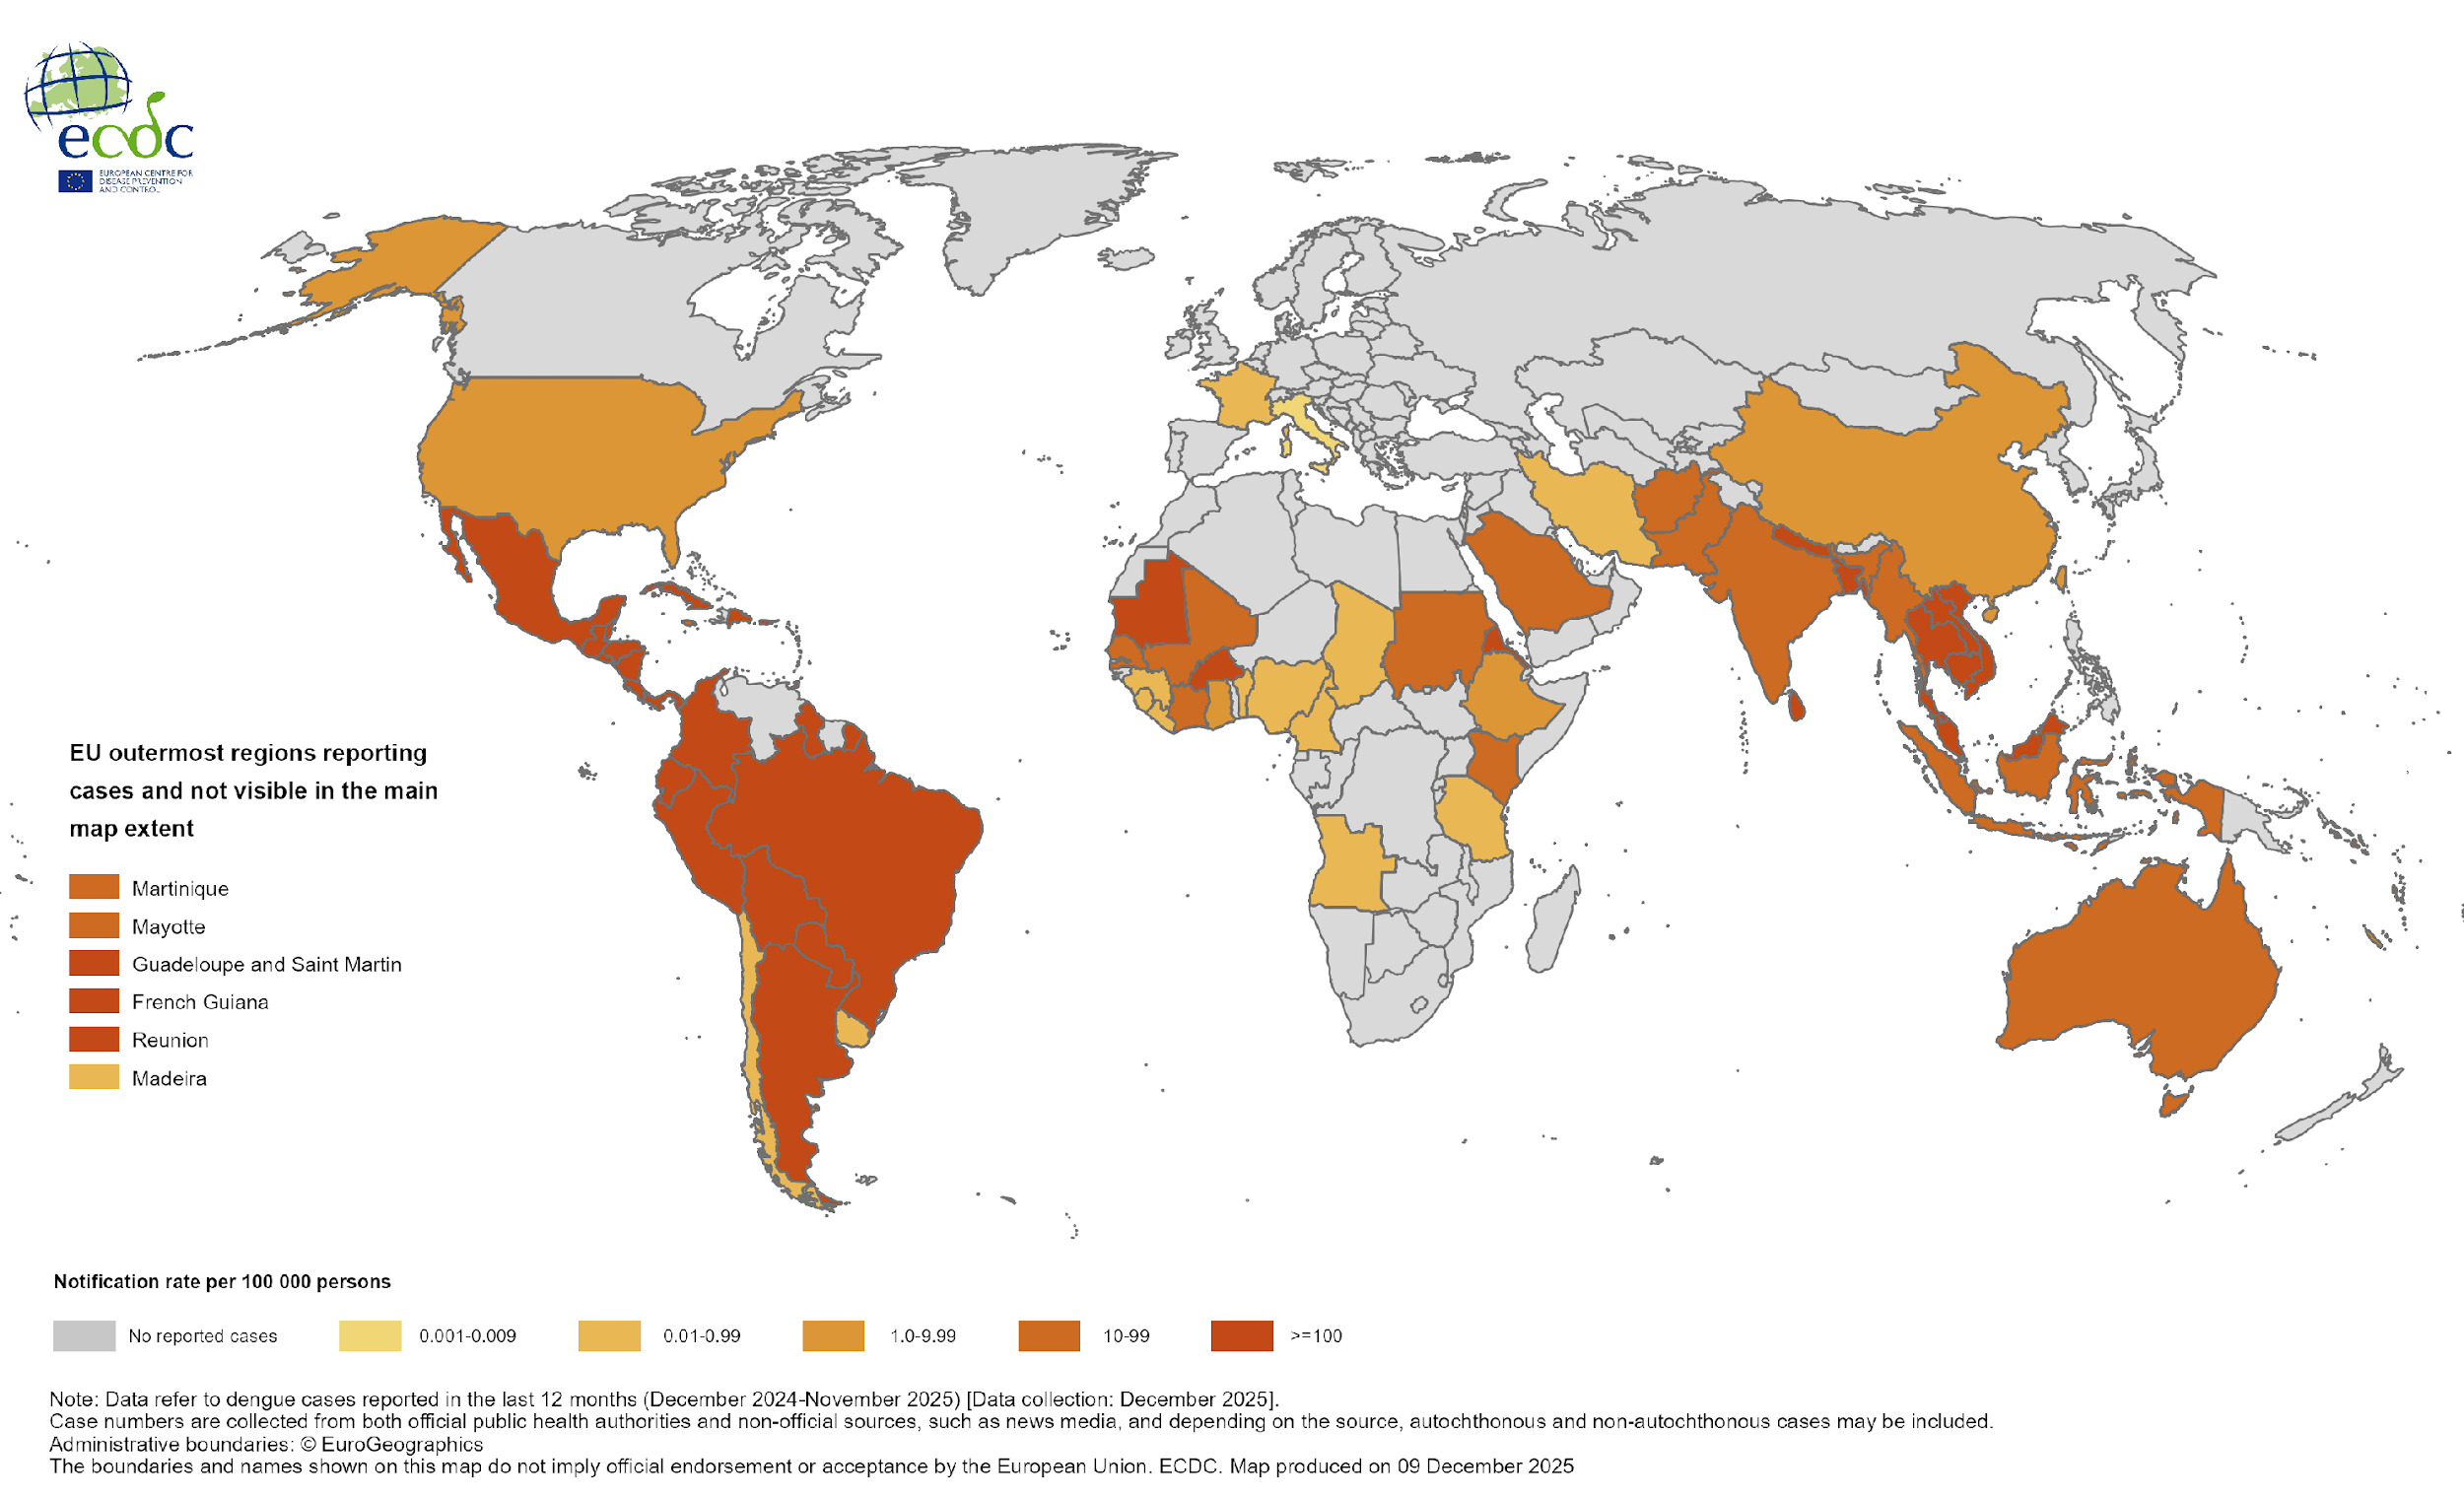 ecdc
EUROPEAN CENTRE FOR
DISEASE PREVENTION
AND CONTROL
EU outermost regions reporting
cases and not visible in the main
map extent
Martinique
Mayotte
Guadeloupe and Saint Martin
French Guiana
Reunion
Madeira
Notification rate per 100 000 persons
No reported cases
0.001-0.009
0.01-0.99
1.0-9.99
10-99
>=100
Note: Data refer to dengue cases reported in the last 12 months (December 2024-November 2025) [Data collection: December 2025].
Case numbers are collected from both official public health authorities and non-official sources, such as news media, and depending on the source, autochthonous and non-autochthonous cases may be included.
Administrative boundaries: © EuroGeographics
The boundaries and names shown on this map do not imply official endorsement or acceptance by the European Union. ECDC. Map produced on 09 December 2025